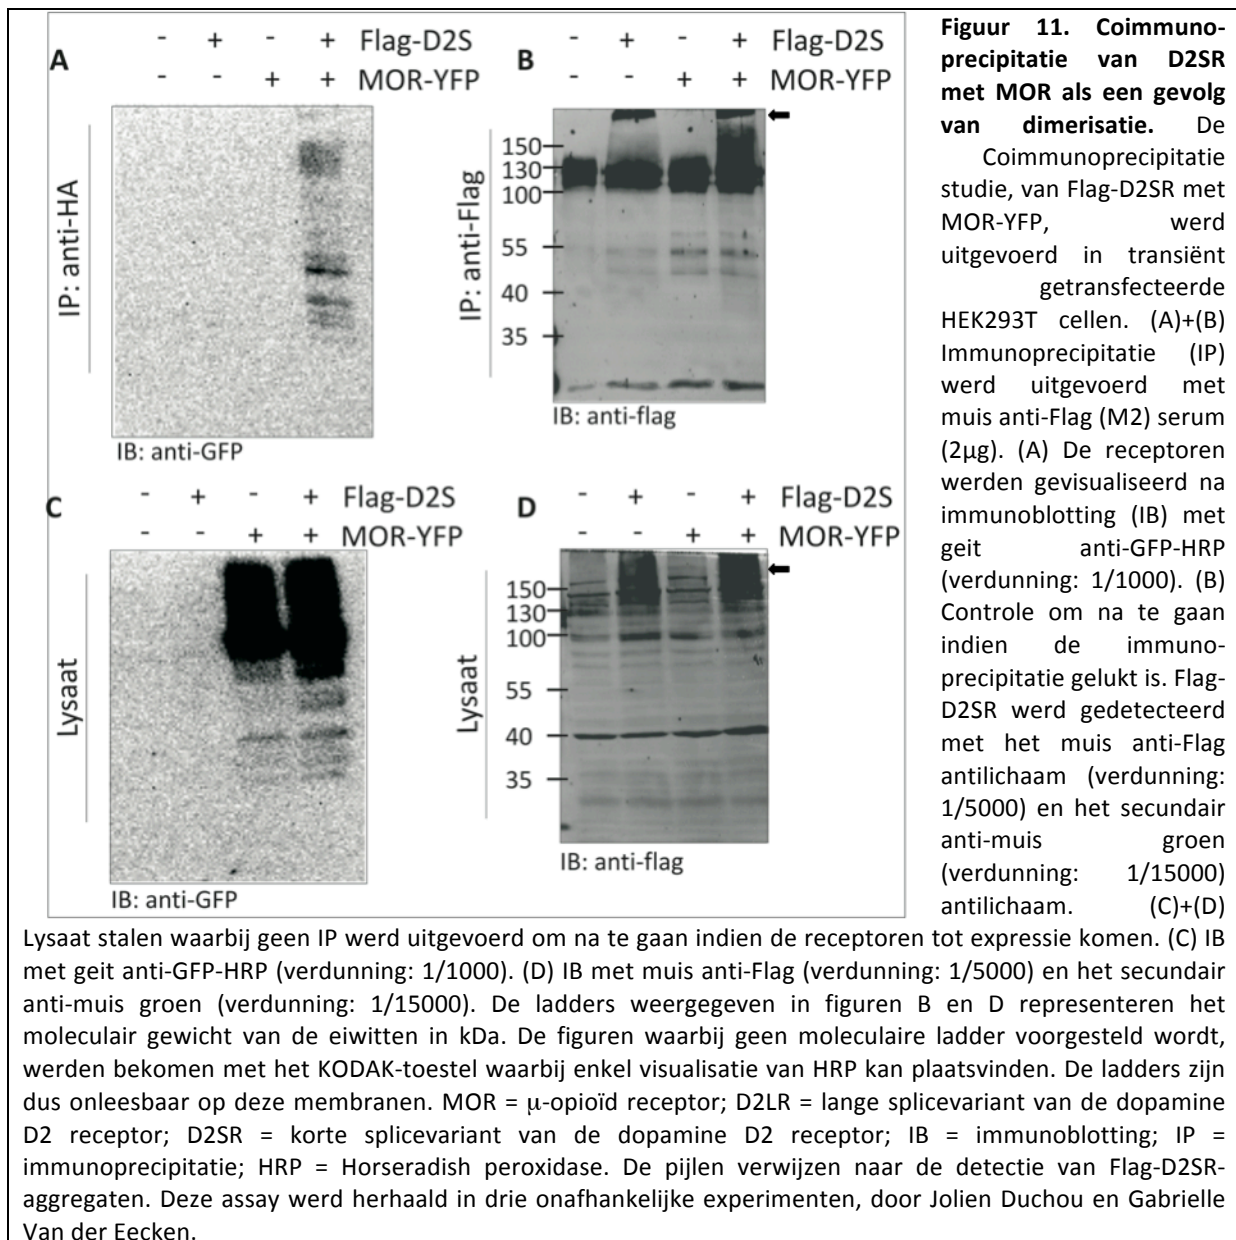 A
- + - + Flag-D2S
- - + + MOR-YFP
IP: anti-HA
IB: anti-GFP
B
- + - + Flag-D2S
- - + + MOR-YFP
IP: anti-Flag
150
130
100
55
40
35
IB: anti-flag
C
- + - + Flag-D2S
- - + + MOR-YFP
Lysaat
IB: anti-GFP
D
- + - + Flag-D2S
- - + + MOR-YFP
Lysaat
150
130
100
55
40
35
IB: anti-flag
Figuur 11. Coimmuno-
precipitatie van D2SR
met MOR als een gevolg
van dimerisatie. De
Coimmunoprecipitatie
studie, van Flag-D2SR met
MOR-YFP, werd
uitgevoerd in transiënt
getransfecteerde
HEK293T cellen. (A)+(B)
Immunoprecipitatie (IP)
werd uitgevoerd met
muis anti-Flag (M2) serum
(2µg). (A) De receptoren
werden gevisualiseerd na
immunoblotting (IB) met
geit anti-GFP-HRP
(verdunning: 1/1000). (B)
Controle om na te gaan
indien de immuno-
precipitatie gelukt is. Flag-
D2SR werd gedetecteerd
met het muis anti-Flag
antilichaam (verdunning:
1/5000) en het secundair
anti-muis groen
(verdunning: 1/15000)
antilichaam. (C)+(D)
Lysaat stalen waarbij geen IP werd uitgevoerd om na te gaan indien de receptoren tot expressie komen. (C) IB
met geit anti-GFP-HRP (verdunning: 1/1000). (D) IB met muis anti-Flag (verdunning: 1/5000) en het secundair
anti-muis groen (verdunning: 1/15000). De ladders weergegeven in figuren B en D representeren het
moleculair gewicht van de eiwitten in kDa. De figuren waarbij geen moleculaire ladder voorgesteld wordt,
werden bekomen met het KODAK-toestel waarbij enkel visualisatie van HRP kan plaatsvinden. De ladders zijn
dus onleesbaar op deze membranen. MOR = µ-opioïd receptor; D2LR = lange splicevariant van de dopamine
D2 receptor; D2SR = korte splicevariant van de dopamine D2 receptor; IB = immunoblotting; IP =
immunoprecipitatie; HRP = Horseradish peroxidase. De pijlen verwijzen naar de detectie van Flag-D2SR-
aggregaten. Deze assay werd herhaald in drie onafhankelijke experimenten, door Jolien Duchou en Gabrielle
Van der Eecken.